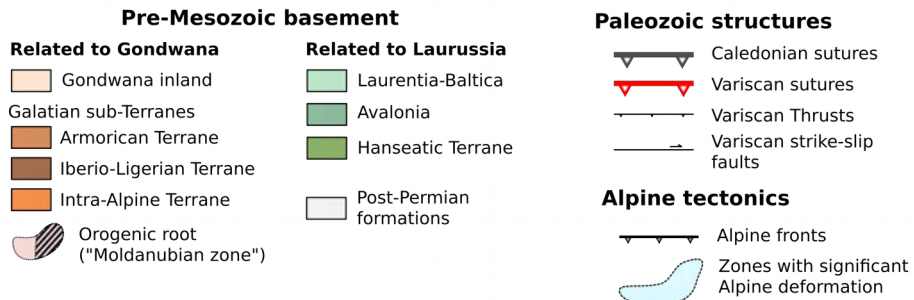 Pre-Mesozoic basement
Related to Gondwana
Gondwana inland
Galatian sub-Terranes
Armorican Terrane
Iberio-Ligerian Terrane
Intra-Alpine Terrane
Orogenic root
("Moldanubian zone")
Related to Laurussia
Laurentia-Baltica
Avalonia
Hanseatic Terrane
Post-Permian
formations
Paleozoic structures
Caledonian sutures
Variscan sutures
Variscan Thrusts
Variscan strike-slip
faults
Alpine tectonics
Alpine fronts
Zones with significant
Alpine deformation